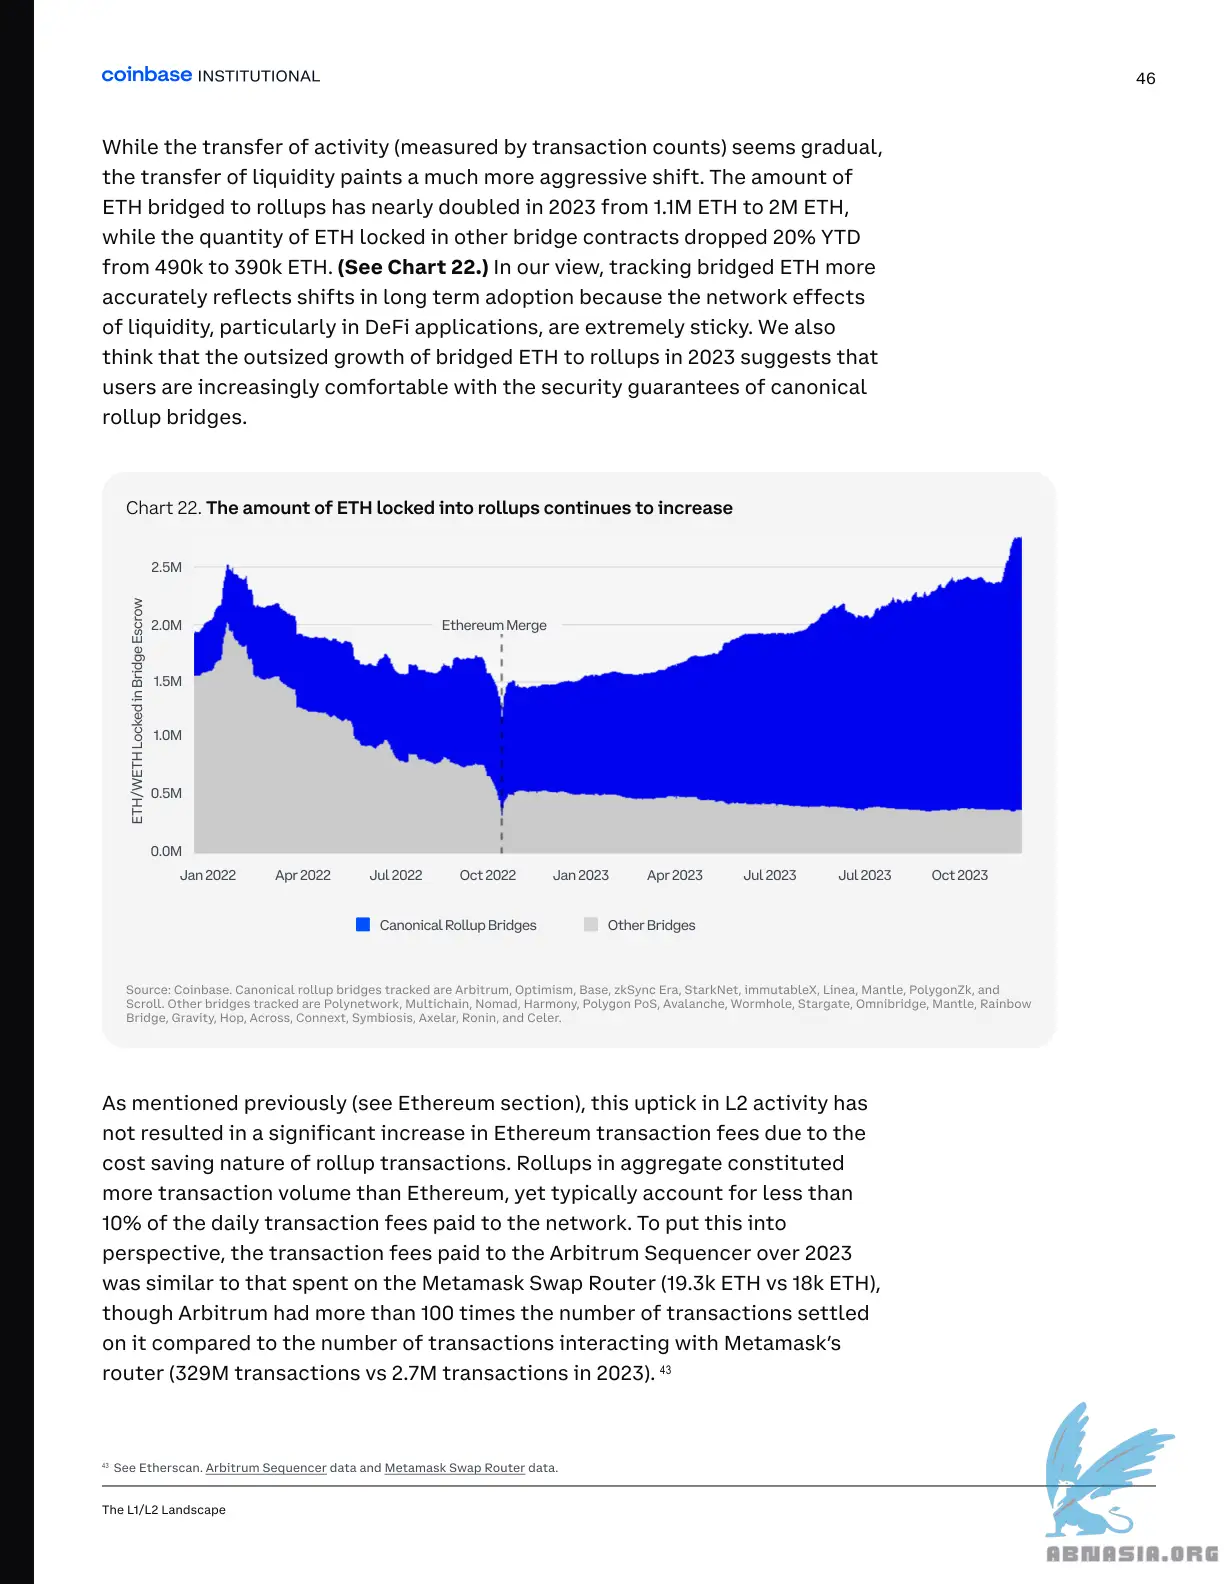 coinbase INSTITUTIONAL
46
While the transfer of activity (measured by transaction counts) seems gradual,
the transfer of liquidity paints a much more aggressive shift. The amount of
ETH bridged to rollups has nearly doubled in 2023 from 1.1M ETH to 2M ETH,
while the quantity of ETH locked in other bridge contracts dropped 20% YTD
from 490k to 390k ETH. (See Chart 22.) In our view, tracking bridged ETH more
accurately reflects shifts in long term adoption because the network effects
of liquidity, particularly in DeFi applications, are extremely sticky. We also
think that the outsized growth of bridged ETH to rollups in 2023 suggests that
users are increasingly comfortable with the security guarantees of canonical
rollup bridges.
Chart 22. The amount of ETH locked into rollups continues to increase
ETH/WETH Locked in Bridge Escrow
2.5M
2.0M
1.5M
1.0M
0.5M
0.0M
Ethereum Merge
Jan 2022 Apr 2022 Jul 2022 Oct 2022 Jan 2023 Apr 2023 Jul 2023 Jul 2023 Oct 2023
Canonical Rollup Bridges Other Bridges
Source: Coinbase. Canonical rollup bridges tracked are Arbitrum, Optimism, Base, zkSync Era, StarkNet, immutableX, Linea, Mantle, PolygonZk, and
Scroll. Other bridges tracked are Polynetwork, Multichain, Nomad, Harmony, Polygon PoS, Avalanche, Wormhole, Stargate, Omnibridge, Mantle, Rainbow
Bridge, Gravity, Hop, Across, Connext, Symbiosis, Axelar, Ronin, and Celer.
As mentioned previously (see Ethereum section), this uptick in L2 activity has
not resulted in a significant increase in Ethereum transaction fees due to the
cost saving nature of rollup transactions. Rollups in aggregate constituted
more transaction volume than Ethereum, yet typically account for less than
10% of the daily transaction fees paid to the network. To put this into
perspective, the transaction fees paid to the Arbitrum Sequencer over 2023
was similar to that spent on the Metamask Swap Router (19.3k ETH vs 18k ETH),
though Arbitrum had more than 100 times the number of transactions settled
on it compared to the number of transactions interacting with Metamask's
router (329M transactions vs 2.7M transactions in 2023). 43
43 See Etherscan. Arbitrum Sequencer data and Metamask Swap Router data.
The L1/L2 Landscape
ABNASIA.ORG